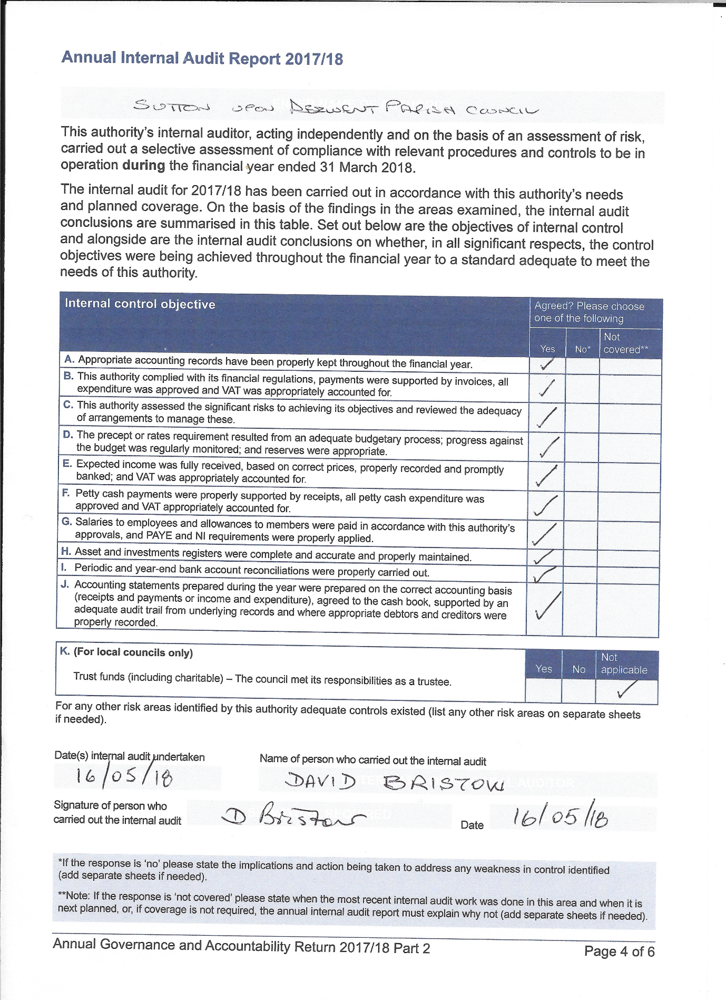 Annual Internal Audit Report 2017/18
SUTTON UPON DERWENT PARISH COUNCIL
This authority's internal auditor, acting independently and on the basis of an assessment of risk,
carried out a selective assessment of compliance with relevant procedures and controls to be in
operation during the financial year ended 31 March 2018.
The internal audit for 2017/18 has been carried out in accordance with this authority's needs
and planned coverage. On the basis of the findings in the areas examined, the internal audit
conclusions are summarised in this table. Set out below are the objectives of internal control
and alongside are the internal audit conclusions on whether, in all significant respects, the control
objectives were being achieved throughout the financial year to a standard adequate to meet the
needs of this authority.
Internal control objective
Agreed? Please choose
one of the following
Yes No* Not
covered**
A. Appropriate accounting records have been properly kept throughout the financial year. ✓
B. This authority complied with its financial regulations, payments were supported by invoices, all
expenditure was approved and VAT was appropriately accounted for. ✓
C. This authority assessed the significant risks to achieving its objectives and reviewed the adequacy
of arrangements to manage these. ✓
D. The precept or rates requirement resulted from an adequate budgetary process; progress against
the budget was regularly monitored; and reserves were appropriate. ✓
E. Expected income was fully received, based on correct prices, properly recorded and promptly
banked; and VAT was appropriately accounted for. ✓
F. Petty cash payments were properly supported by receipts, all petty cash expenditure was
approved and VAT appropriately accounted for. ✓
G. Salaries to employees and allowances to members were paid in accordance with this authority's
approvals, and PAYE and NI requirements were properly applied. ✓
H. Asset and investments registers were complete and accurate and properly maintained. ✓
I. Periodic and year-end bank account reconciliations were properly carried out. ✓
J. Accounting statements prepared during the year were prepared on the correct accounting basis
(receipts and payments or income and expenditure), agreed to the cash book, supported by an
adequate audit trail from underlying records and where appropriate debtors and creditors were
properly recorded. ✓
K. (For local councils only)
Yes No Not
applicable
Trust funds (including charitable) – The council met its responsibilities as a trustee. ✓
For any other risk areas identified by this authority adequate controls existed (list any other risk areas on separate sheets
if needed).
Date(s) internal audit undertaken
16/05/18
Name of person who carried out the internal audit
DAVID BRISTOW
Signature of person who
carried out the internal audit
D Bristow
Date 16/05/18
*If the response is 'no' please state the implications and action being taken to address any weakness in control identified
(add separate sheets if needed).
**Note: If the response is 'not covered' please state when the most recent internal audit work was done in this area and when it is
next planned, or, if coverage is not required, the annual internal audit report must explain why not (add separate sheets if needed).
Annual Governance and Accountability Return 2017/18 Part 2
Page 4 of 6